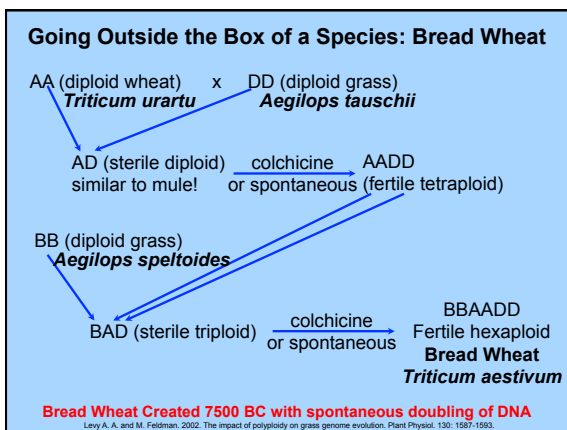 Going Outside the Box of a Species: Bread Wheat
AA (diploid wheat) x DD (diploid grass)
Triticum urartu Aegilops tauschii
AD (sterile diploid) colchicine AADD
similar to mule! or spontaneous (fertile tetraploid)
BB (diploid grass)
Aegilops speltoides
BBAADD
BAD (sterile triploid) colchicine Fertile hexaploid
or spontaneous Bread Wheat
Triticum aestivum
Bread Wheat Created 7500 BC with spontaneous doubling of DNA
Levy A. A. and M. Feldman. 2002. The impact of polyploidy on grass genome evolution. Plant Physiol. 130: 1587-1593.